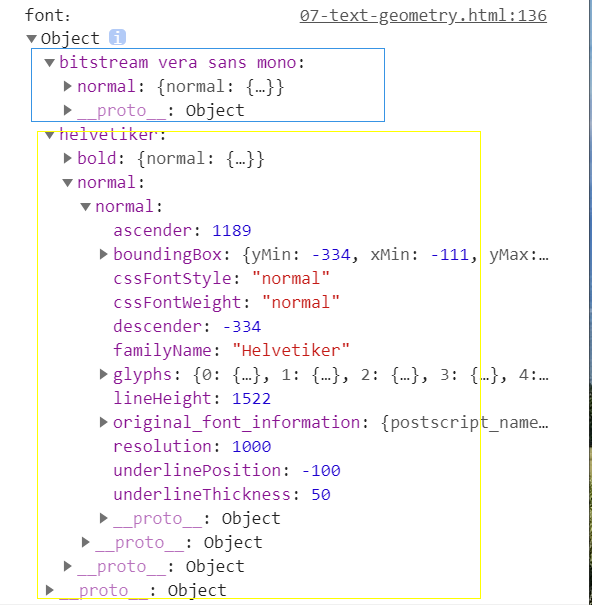 font: 07-text-geometry.html:136
Object i
bitstream vera sans mono:
normal: {normal: {…}}
__proto__: Object
helvetiker:
bold: {normal: {…}}
normal:
normal:
ascender: 1189
boundingBox: {yMin: -334, xMin: -111, yMax:…
cssFontStyle: "normal"
cssFontWeight: "normal"
descender: -334
familyName: "Helvetiker"
glyphs: {0: {…}, 1: {…}, 2: {…}, 3: {…}, 4:…
lineHeight: 1522
original_font_information: {postscript_name…
resolution: 1000
underlinePosition: -100
underlineThickness: 50
__proto__: Object
__proto__: Object
__proto__: Object
__proto__: Object